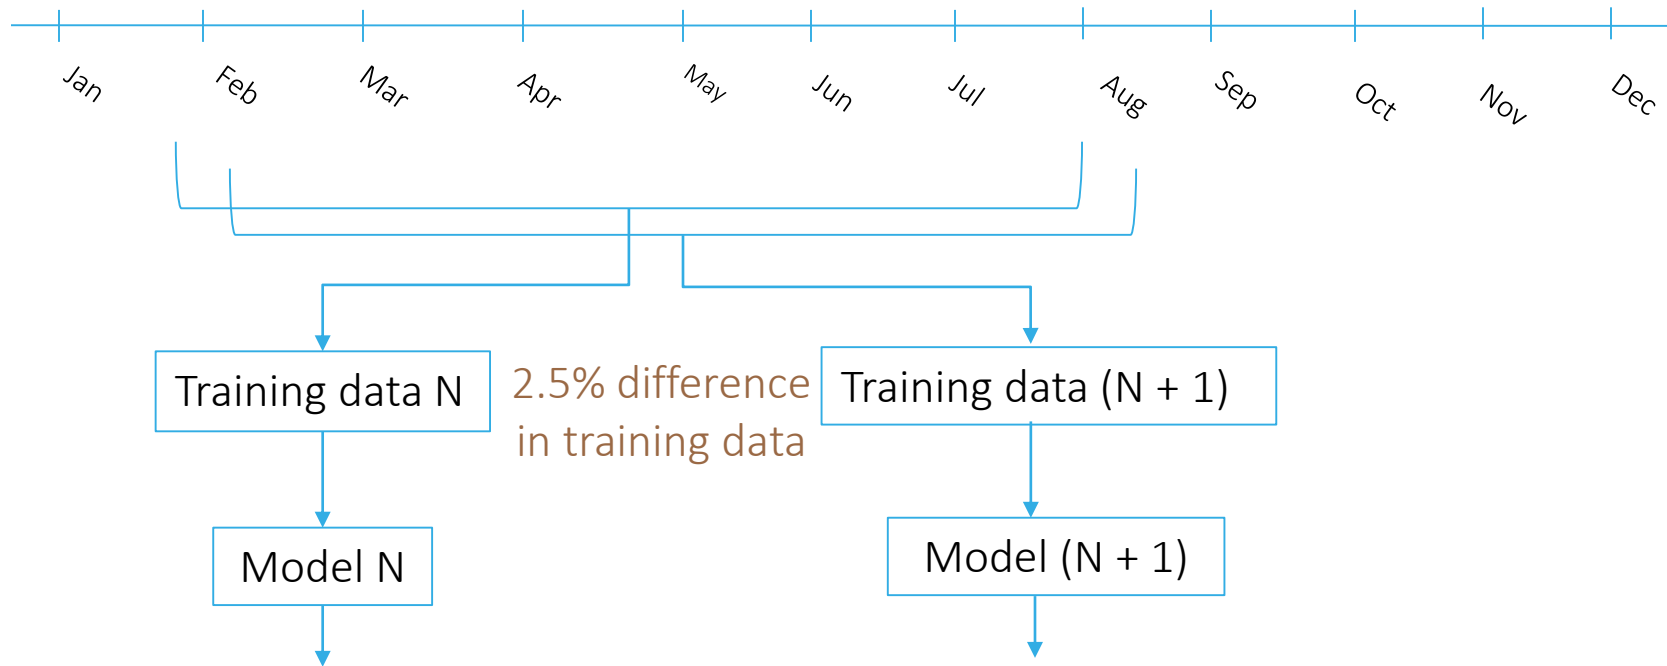 Jan Feb Mar Apr May Jun Jul Aug Sep Oct Nov Dec
Training data N
2.5% difference
in training data
Training data (N + 1)
Model N
Model (N + 1)